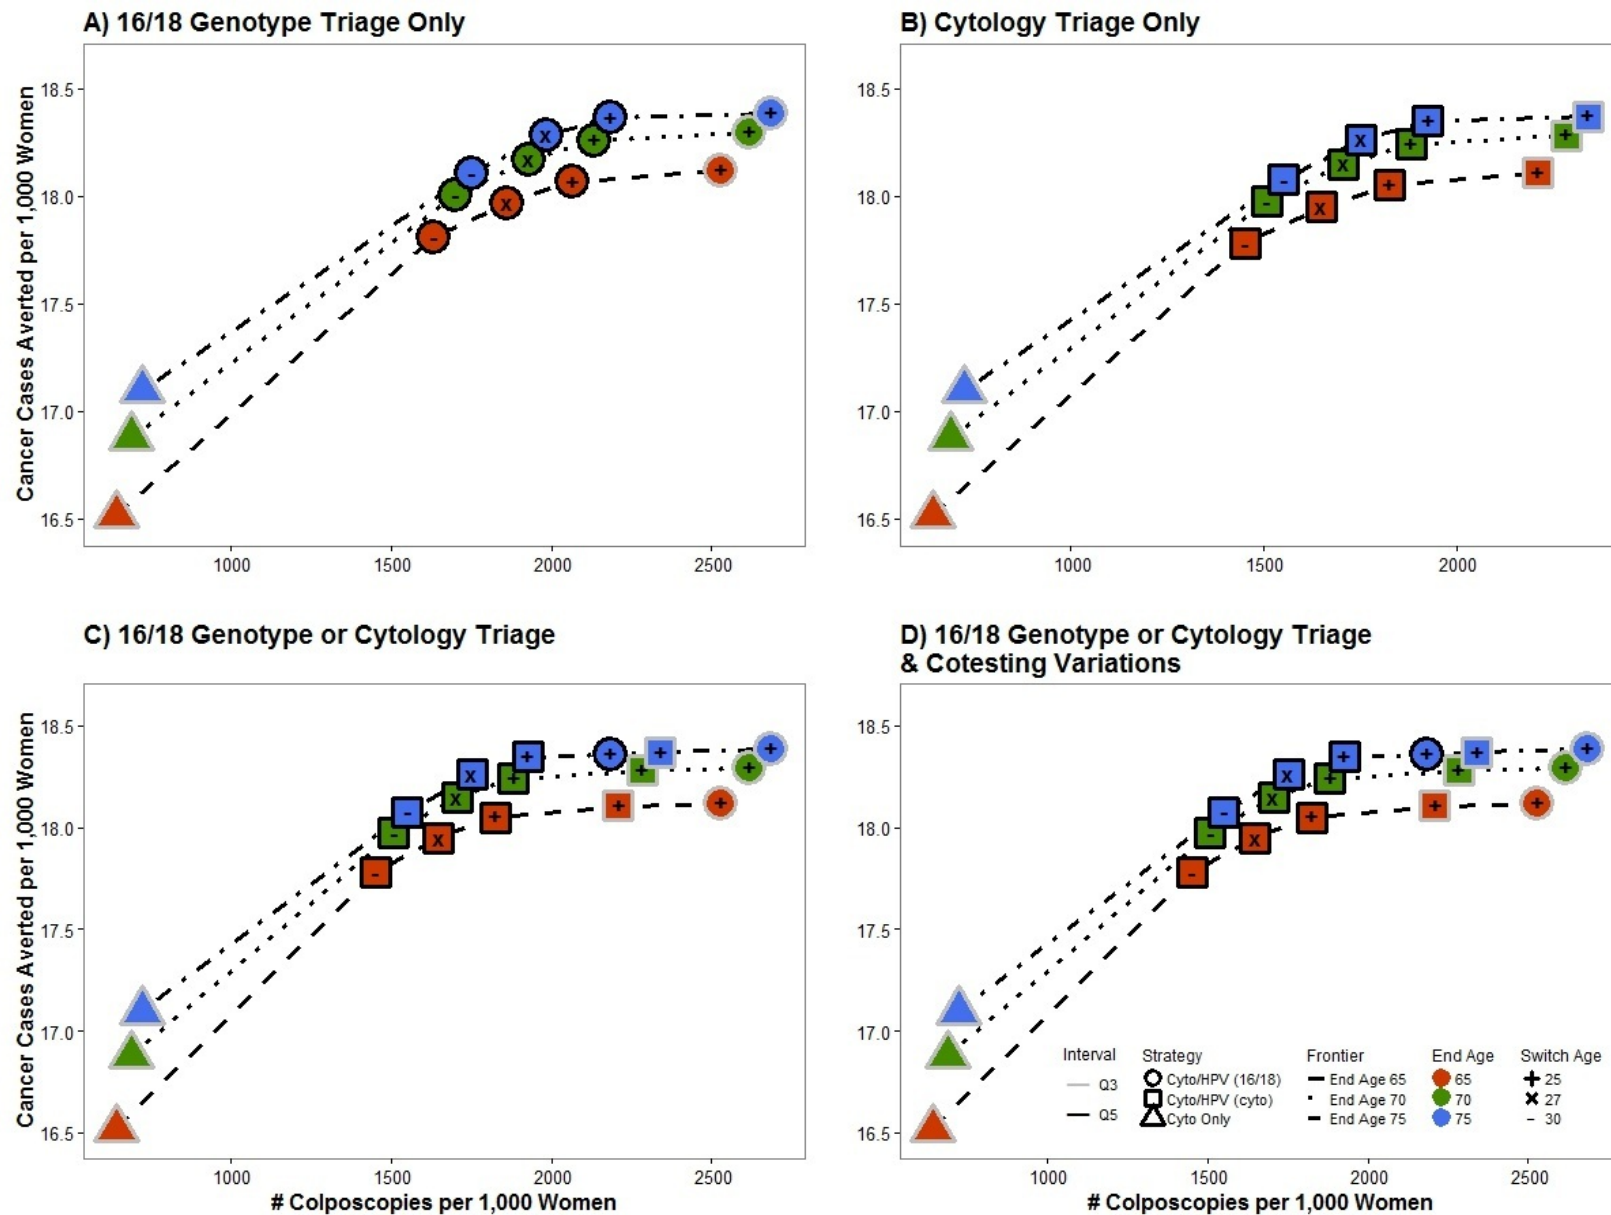 A) 16/18 Genotype Triage Only
B) Cytology Triage Only
Cancer Cases Averted per 1,000 Women
18.5
18.0
17.5
17.0
16.5
1000 1500 2000 2500
18.5
18.0
17.5
17.0
16.5
1000 1500 2000
C) 16/18 Genotype or Cytology Triage
D) 16/18 Genotype or Cytology Triage
& Cotesting Variations
Cancer Cases Averted per 1,000 Women
18.5
18.0
17.5
17.0
16.5
1000 1500 2000 2500
# Colposcopies per 1,000 Women
18.5
18.0
17.5
17.0
16.5
Interval
Q3
Q5
Strategy
Cyto/HPV (16/18)
Cyto/HPV (cyto)
Cyto Only
Frontier
End Age 65
End Age 70
End Age 75
End Age
65
70
75
Switch Age
+ 25
x 27
- 30
1000 1500 2000 2500
# Colposcopies per 1,000 Women